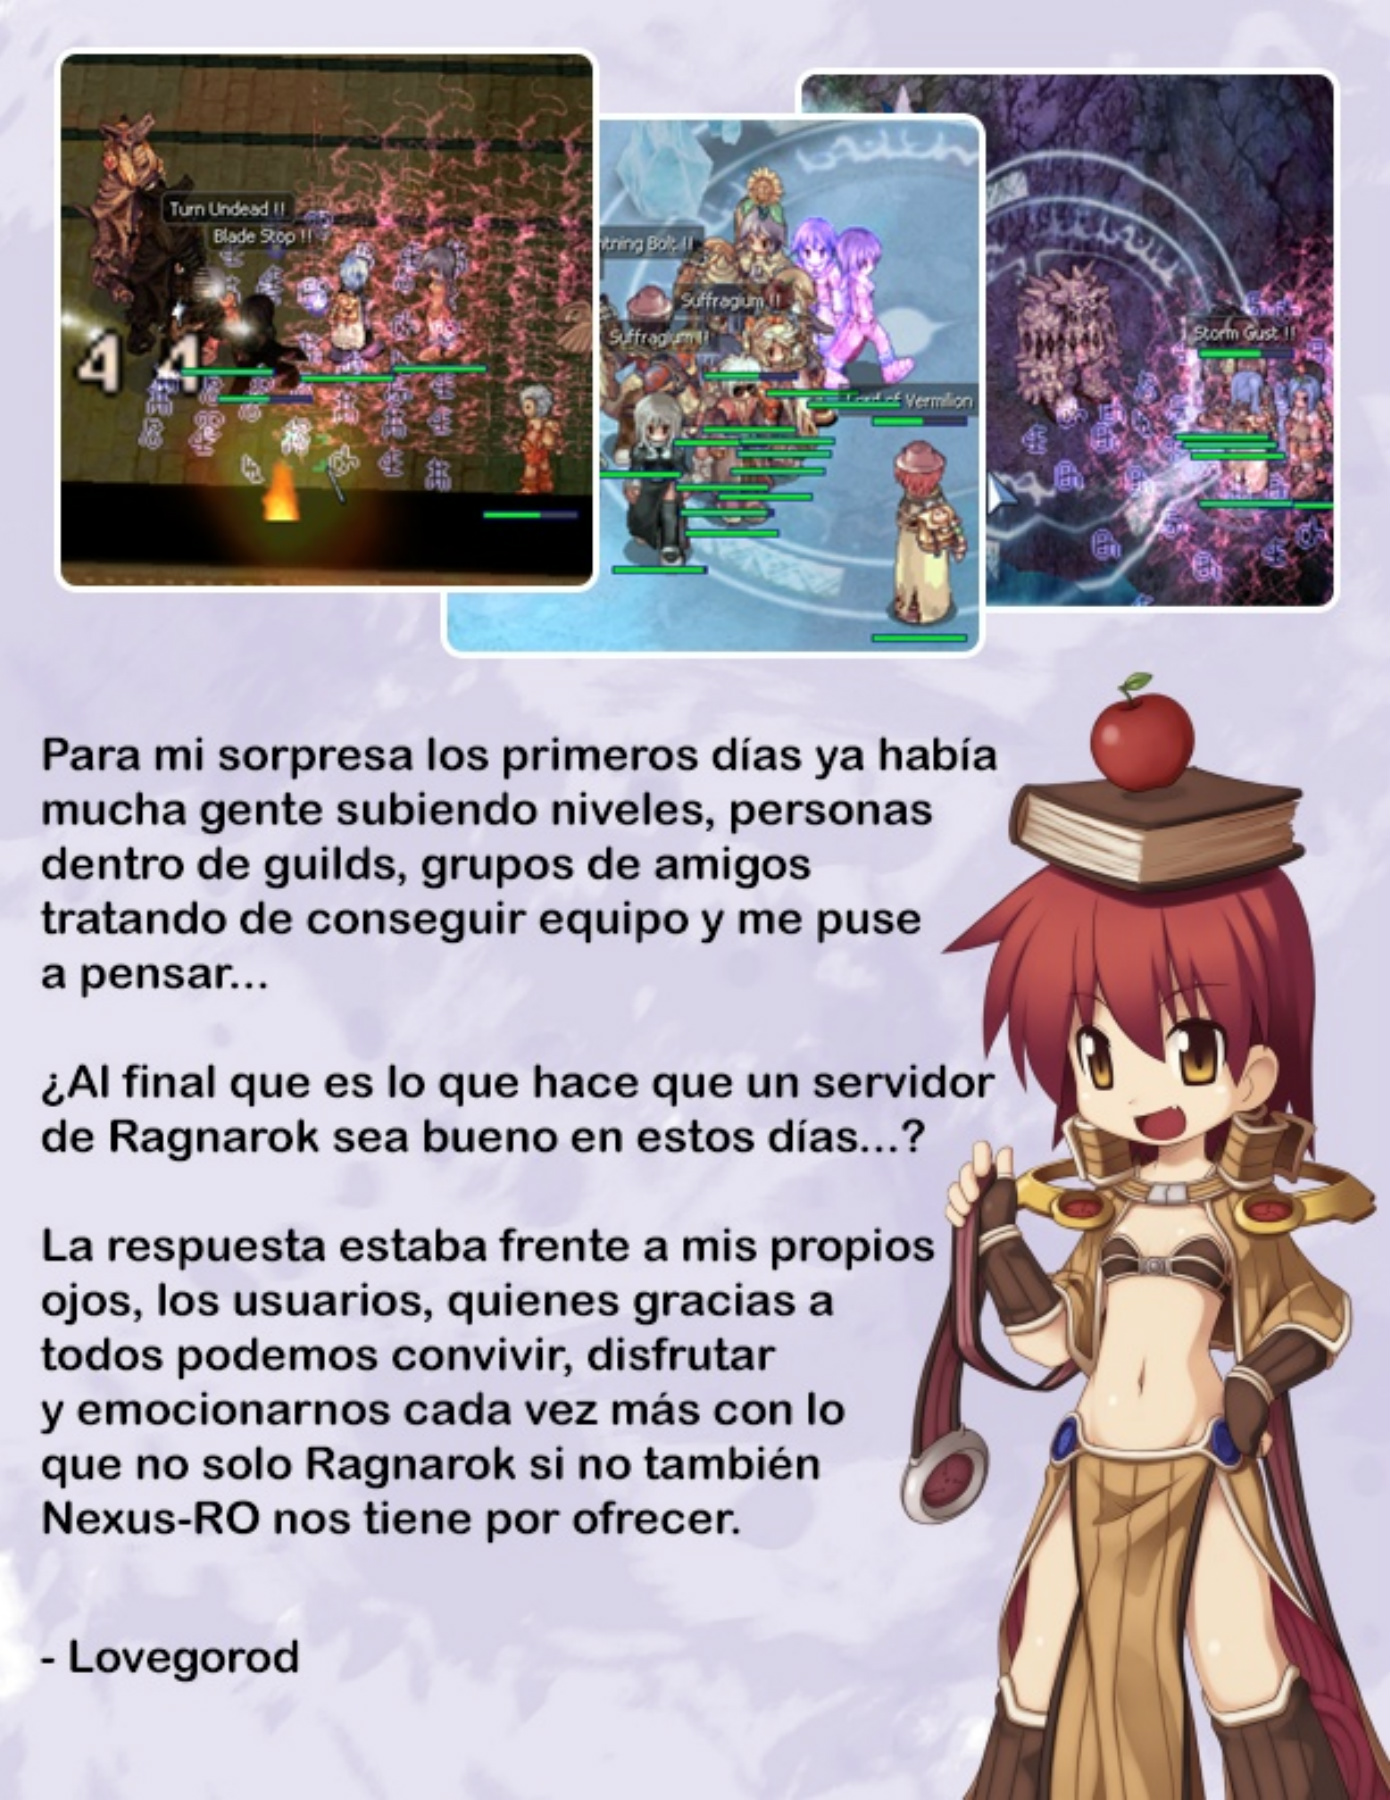 Turn Undead !!
Blade Stop !!
4 4
htning Bolt !!
Suffragium !!
Suffragium !!
Lord of Vermilion
Storm Gust !!
Para mi sorpresa los primeros días ya había
mucha gente subiendo niveles, personas
dentro de guilds, grupos de amigos
tratando de conseguir equipo y me puse
a pensar...
¿Al final que es lo que hace que un servidor
de Ragnarok sea bueno en estos días...?
La respuesta estaba frente a mis propios
ojos, los usuarios, quienes gracias a
todos podemos convivir, disfrutar
y emocionarnos cada vez más con lo
que no solo Ragnarok si no también
Nexus-RO nos tiene por ofrecer.
- Lovegorod